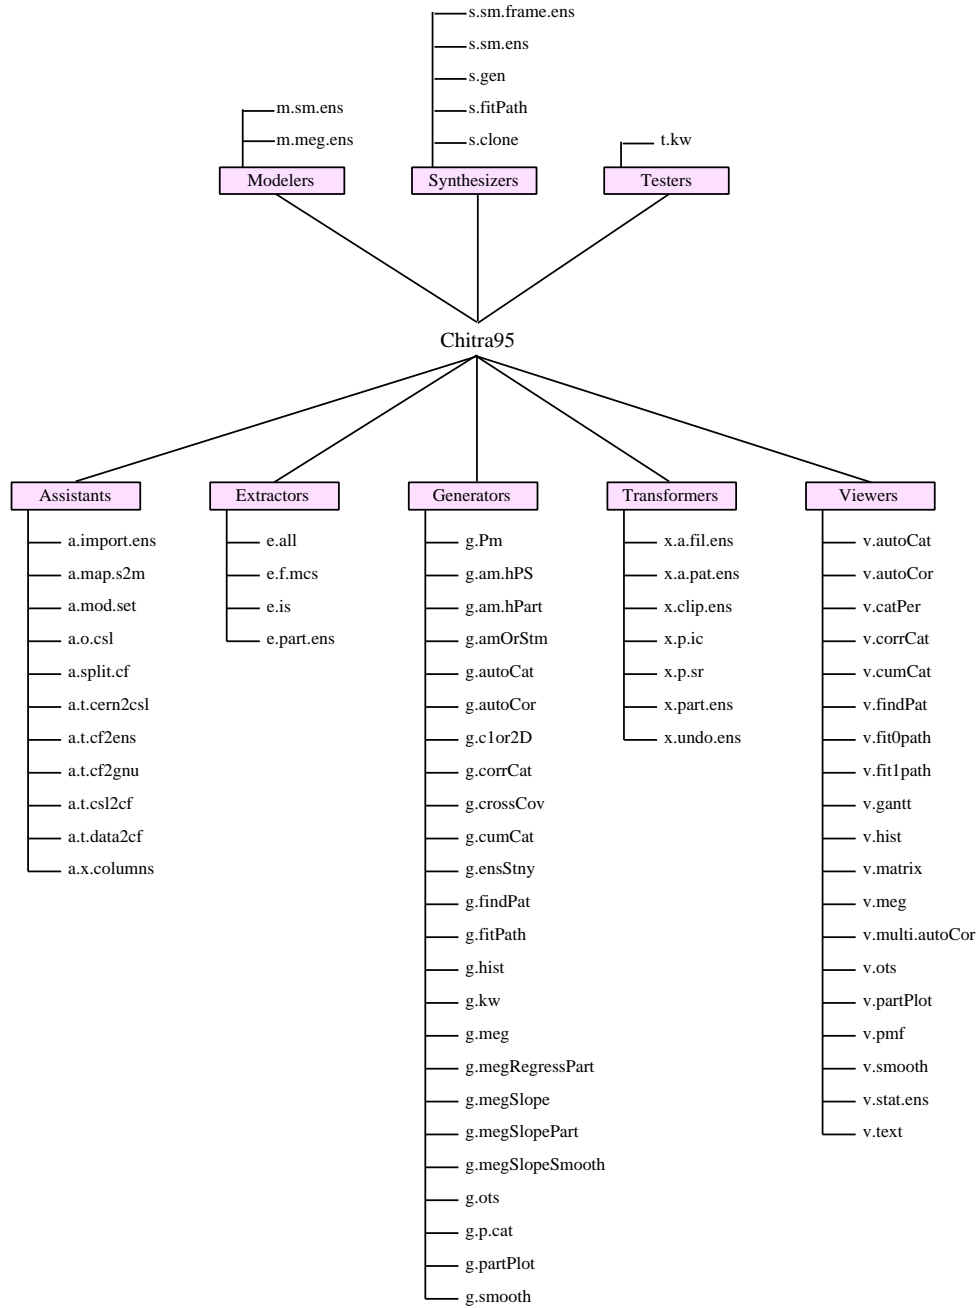 s.sm.frame.ens
s.sm.ens
s.gen
s.fitPath
s.clone
m.sm.ens
m.meg.ens
t.kw
Modelers
Synthesizers
Testers
Chitra95
Assistants
a.import.ens
a.map.s2m
a.mod.set
a.o.csl
a.split.cf
a.t.cern2csl
a.t.cf2ens
a.t.cf2gnu
a.t.csl2cf
a.t.data2cf
a.x.columns
Extractors
e.all
e.f.mcs
e.is
e.part.ens
Generators
g.Pm
g.am.hPS
g.am.hPart
g.amOrStm
g.autoCat
g.autoCor
g.c1or2D
g.corrCat
g.crossCov
g.cumCat
g.ensStny
g.findPat
g.fitPath
g.hist
g.kw
g.meg
g.megRegressPart
g.megSlope
g.megSlopePart
g.megSlopeSmooth
g.ots
g.p.cat
g.partPlot
g.smooth
Transformers
x.a.fil.ens
x.a.pat.ens
x.clip.ens
x.p.ic
x.p.sr
x.part.ens
x.undo.ens
Viewers
v.autoCat
v.autoCor
v.catPer
v.corrCat
v.cumCat
v.findPat
v.fit0path
v.fit1path
v.gantt
v.hist
v.matrix
v.meg
v.multi.autoCor
v.ots
v.partPlot
v.pmf
v.smooth
v.stat.ens
v.text